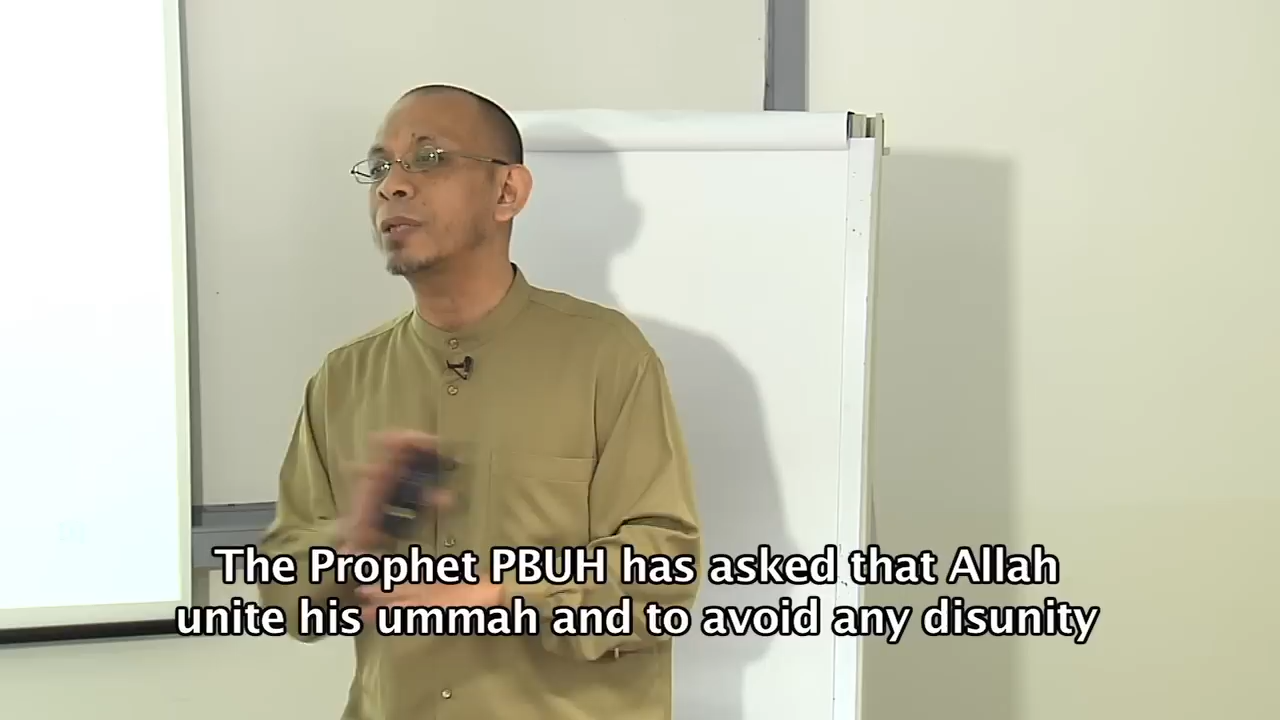 The Prophet PBUH has asked that Allah
unite his ummah and to avoid any disunity